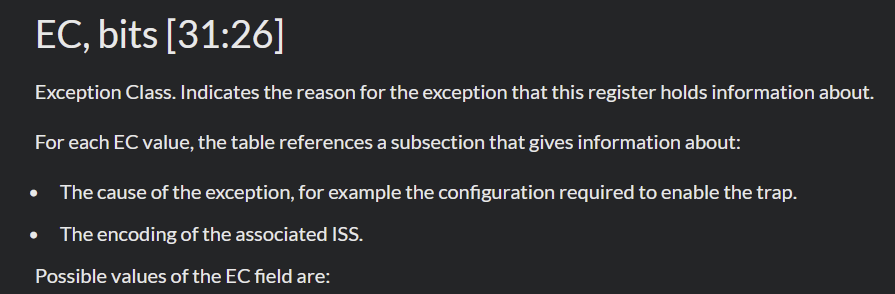 EC, bits [31:26]
Exception Class. Indicates the reason for the exception that this register holds information about.
For each EC value, the table references a subsection that gives information about:
• The cause of the exception, for example the configuration required to enable the trap.
• The encoding of the associated ISS.
Possible values of the EC field are: